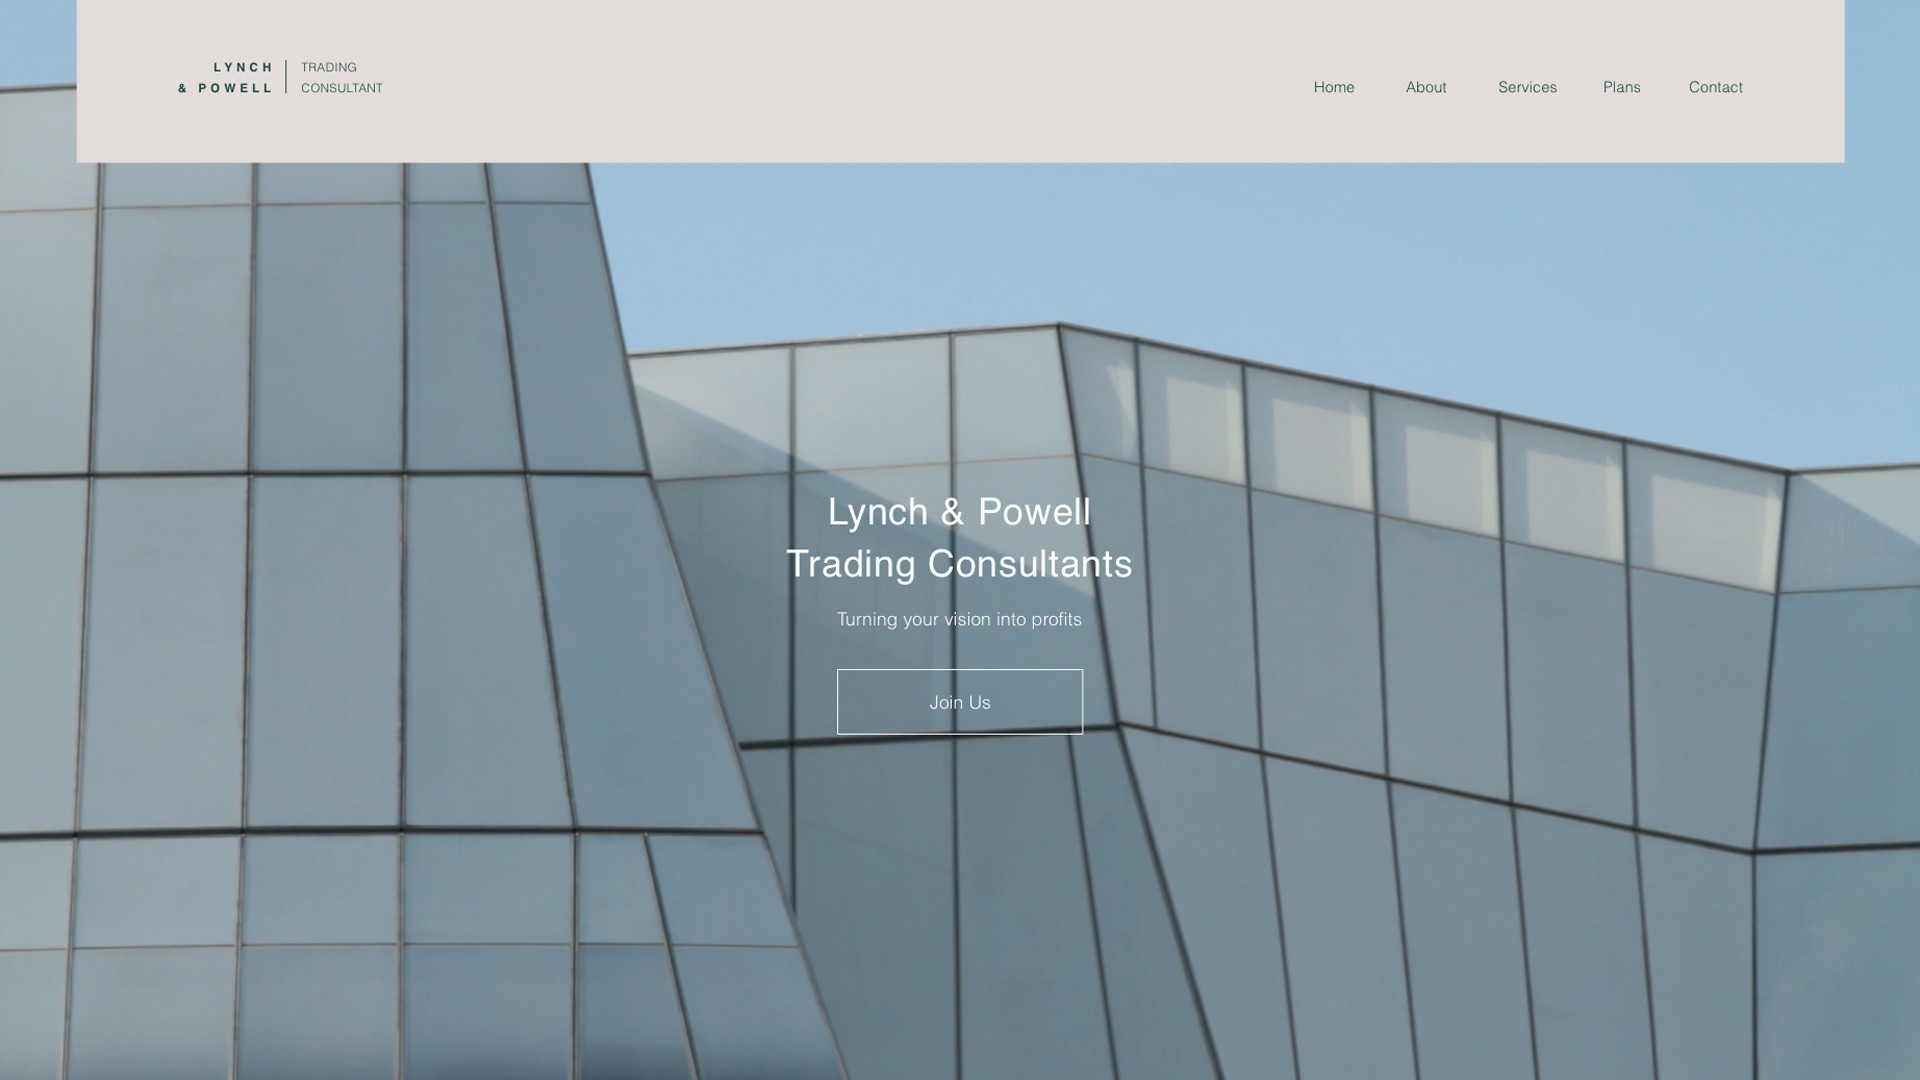 LYNCH
& POWELL
TRADING
CONSULTANT
Home
About
Services
Plans
Contact
Lynch & Powell
Trading Consultants
Turning your vision into profits
Join Us